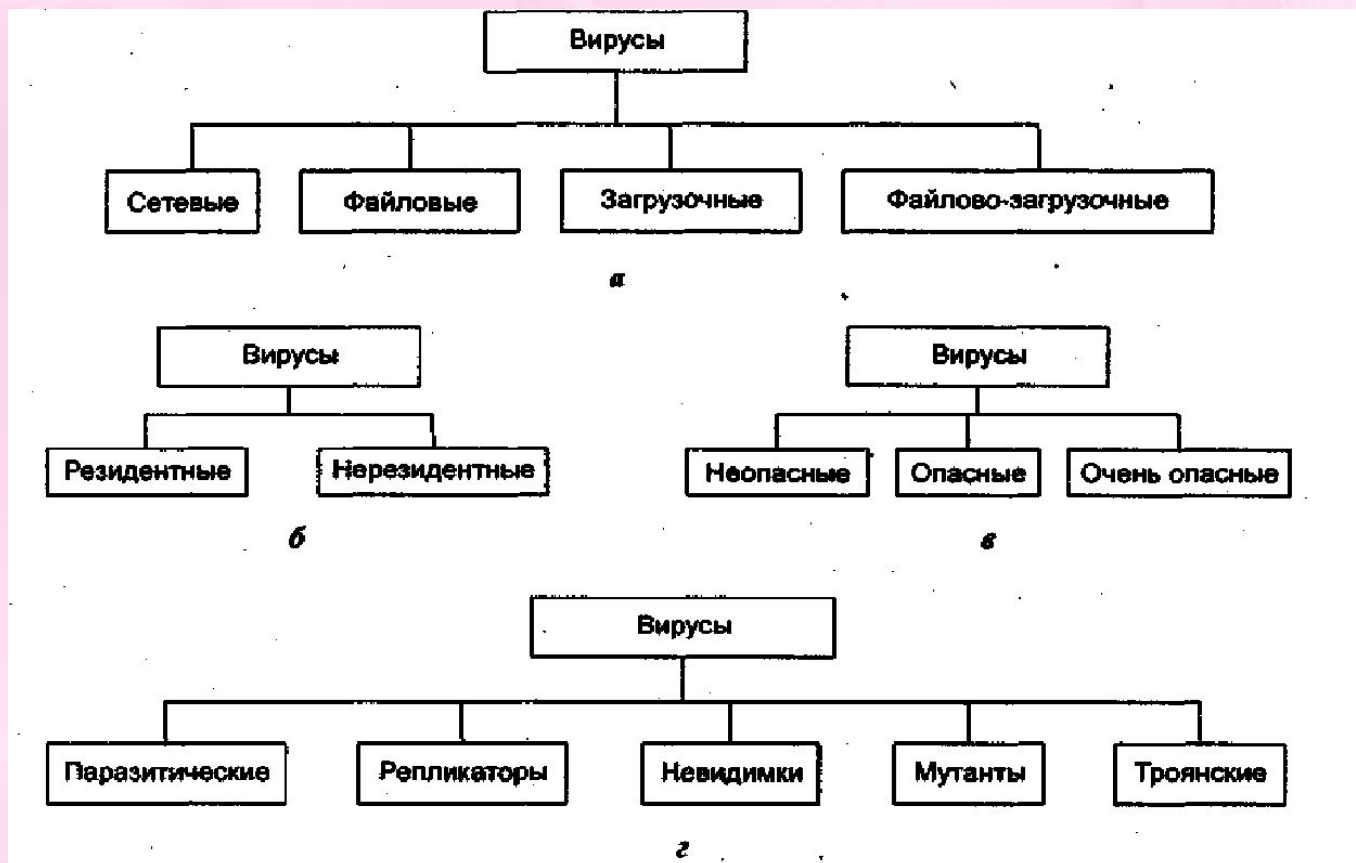 Вирусы
Сетевые Файловые Загрузочные Файлово-загрузочные
а
Вирусы Вирусы
Резидентные Нерезидентные Неопасные Опасные Очень опасные
б в
Вирусы
Паразитические Репликаторы Невидимки Мутанты Троянские
г